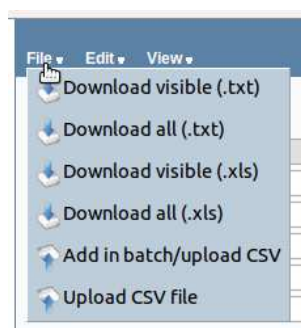 File Edit View
Download visible (.txt)
Download all (.txt)
Download visible (.xls)
Download all (.xls)
Add in batch/upload CSV
Upload CSV file